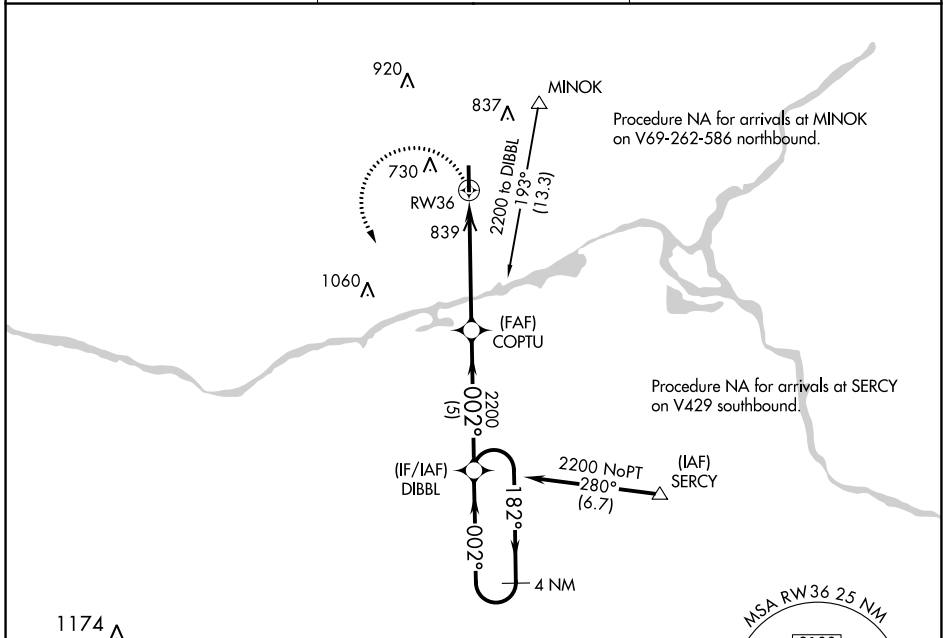 920
MINOK
837
Procedure NA for arrivals at MINOK
on V69-262-586 northbound.
2200 to DIBBL
193°
(13.3)
730
RW36
839
1060
(FAF)
COPTU
Procedure NA for arrivals at SERCY
on V429 southbound.
2200
002°
(5)
(IF/IAF)
DIBBL
2200 NoPT
280°
(6.7)
(IAF)
SERCY
182°
002°
4 NM
1174
MSA RW36 25 NM